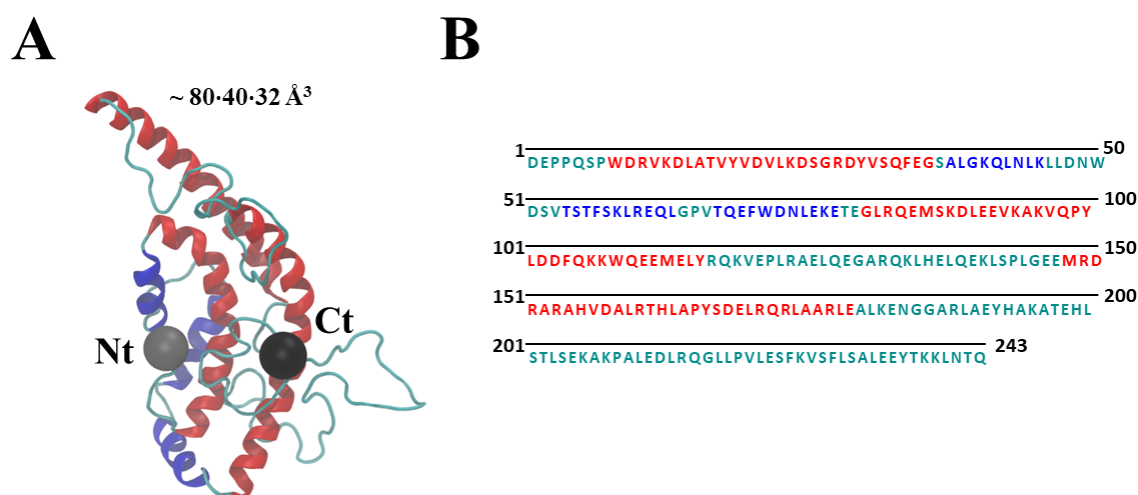 A
B
~ 80·40·32 Å³
Nt
Ct
1 50
DEPPQSPWDRVKDLATVYVDVLKDSGRDYVSQFEGSALGKQLNLKLLDNW
51 100
DSVTSTFSKLREQLGPVTQEFWDNLEKETEGLRQEMSKDLEEVKAKVQPY
101 150
LDDFQKKWQEEMELYRQKVEPLRAELQEGARQKLHELQEKLSPLGEEMRD
151 200
RARAHVDALRTHLAPYSDELRQRLAARLEALKENGGARLAEYHAKATEHL
201 243
STLSEKAKPALEDLRQGLLPVLESFKVSFLSALEEYTKKLNTQ